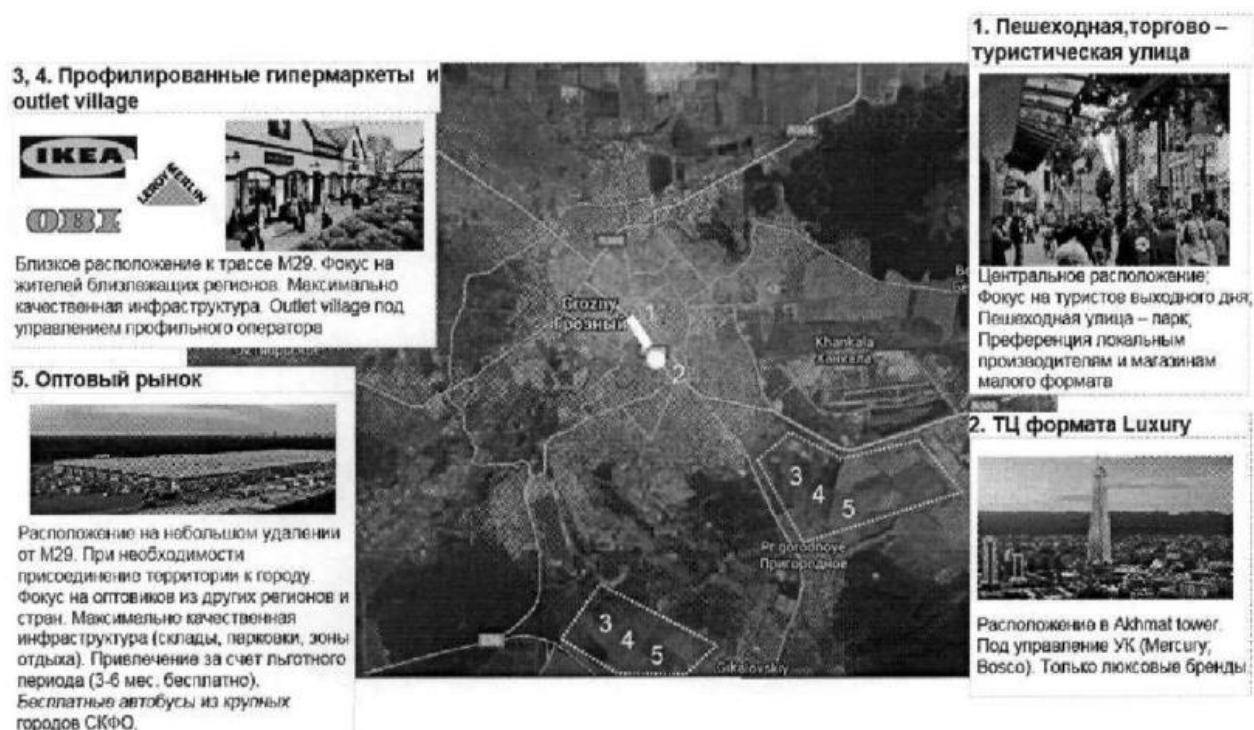 3, 4. Профилированные гипермаркеты и
outlet village
IKEA
LEROY MERLIN
OBI
Близкое расположение к трассе М29. Фокус на
жителей близлежащих регионов. Максимально
качественная инфраструктура. Outlet village под
управлением профильного оператора
5. Оптовый рынок
Расположение на небольшом удалении
от М29. При необходимости
присоединение территории к городу.
Фокус на оптовиков из других регионов и
стран. Максимально качественная
инфраструктура (склады, парковки, зоны
отдыха). Привлечение за счет льготного
периода (3-6 мес. бесплатно).
Бесплатные автобусы из крупных
городов СКФО.
Grozny
Грозный
1
2
Khankala
Ханкала
3
4
5
Prigorodnoye
Пригородное
3
4
5
Gikalovskiy
1. Пешеходная,торгово –
туристическая улица
Центральное расположение;
Фокус на туристов выходного дня;
Пешеходная улица – парк;
Преференция локальным
производителям и магазинам
малого формата
2. ТЦ формата Luxury
Расположение в Akhmat tower.
Под управление УК (Mercury;
Bosco). Только люксовые бренды